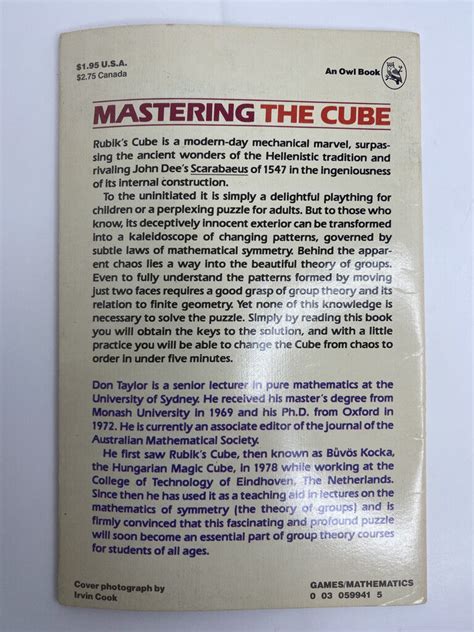 $1.95 U.S.A.
$2.75 Canada
An Owl Book
MASTERING THE CUBE
Rubik's Cube is a modern-day mechanical marvel, surpas-
sing the ancient wonders of the Hellenistic tradition and
rivaling John Dee's Scarabaeus of 1547 in the ingeniousness
of its internal construction.
To the uninitiated it is simply a delightful plaything for
children or a perplexing puzzle for adults. But to those who
know, its deceptively innocent exterior can be transformed
into a kaleidoscope of changing patterns, governed by
subtle laws of mathematical symmetry. Behind the appar-
ent chaos lies a way into the beautiful theory of groups.
Even to fully understand the patterns formed by moving
just two faces requires a good grasp of group theory and its
relation to finite geometry. Yet none of this knowledge is
necessary to solve the puzzle. Simply by reading this book
you will obtain the keys to the solution, and with a little
practice you will be able to change the Cube from chaos to
order in under five minutes.
Don Taylor is a senior lecturer in pure mathematics at the
University of Sydney. He received his master's degree from
Monash University in 1969 and his Ph.D. from Oxford in
1972. He is currently an associate editor of the journal of the
Australian Mathematical Society.
He first saw Rubik's Cube, then known as Bűvös Kocka,
the Hungarian Magic Cube, in 1978 while working at the
College of Technology of Eindhoven, The Netherlands.
Since then he has used it as a teaching aid in lectures on the
mathematics of symmetry (the theory of groups) and is
firmly convinced that this fascinating and profound puzzle
will soon become an essential part of group theory courses
for students of all ages.
Cover photograph by
Irvin Cook
GAMES/MATHEMATICS
0 03 059941 5